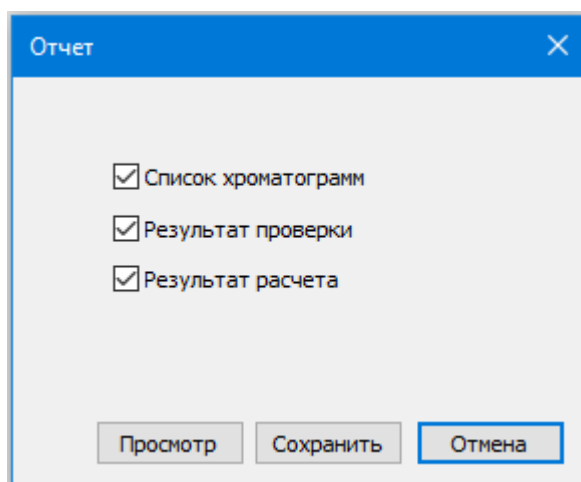 Отчет
Список хроматограмм
Результат проверки
Результат расчета
Просмотр Сохранить Отмена